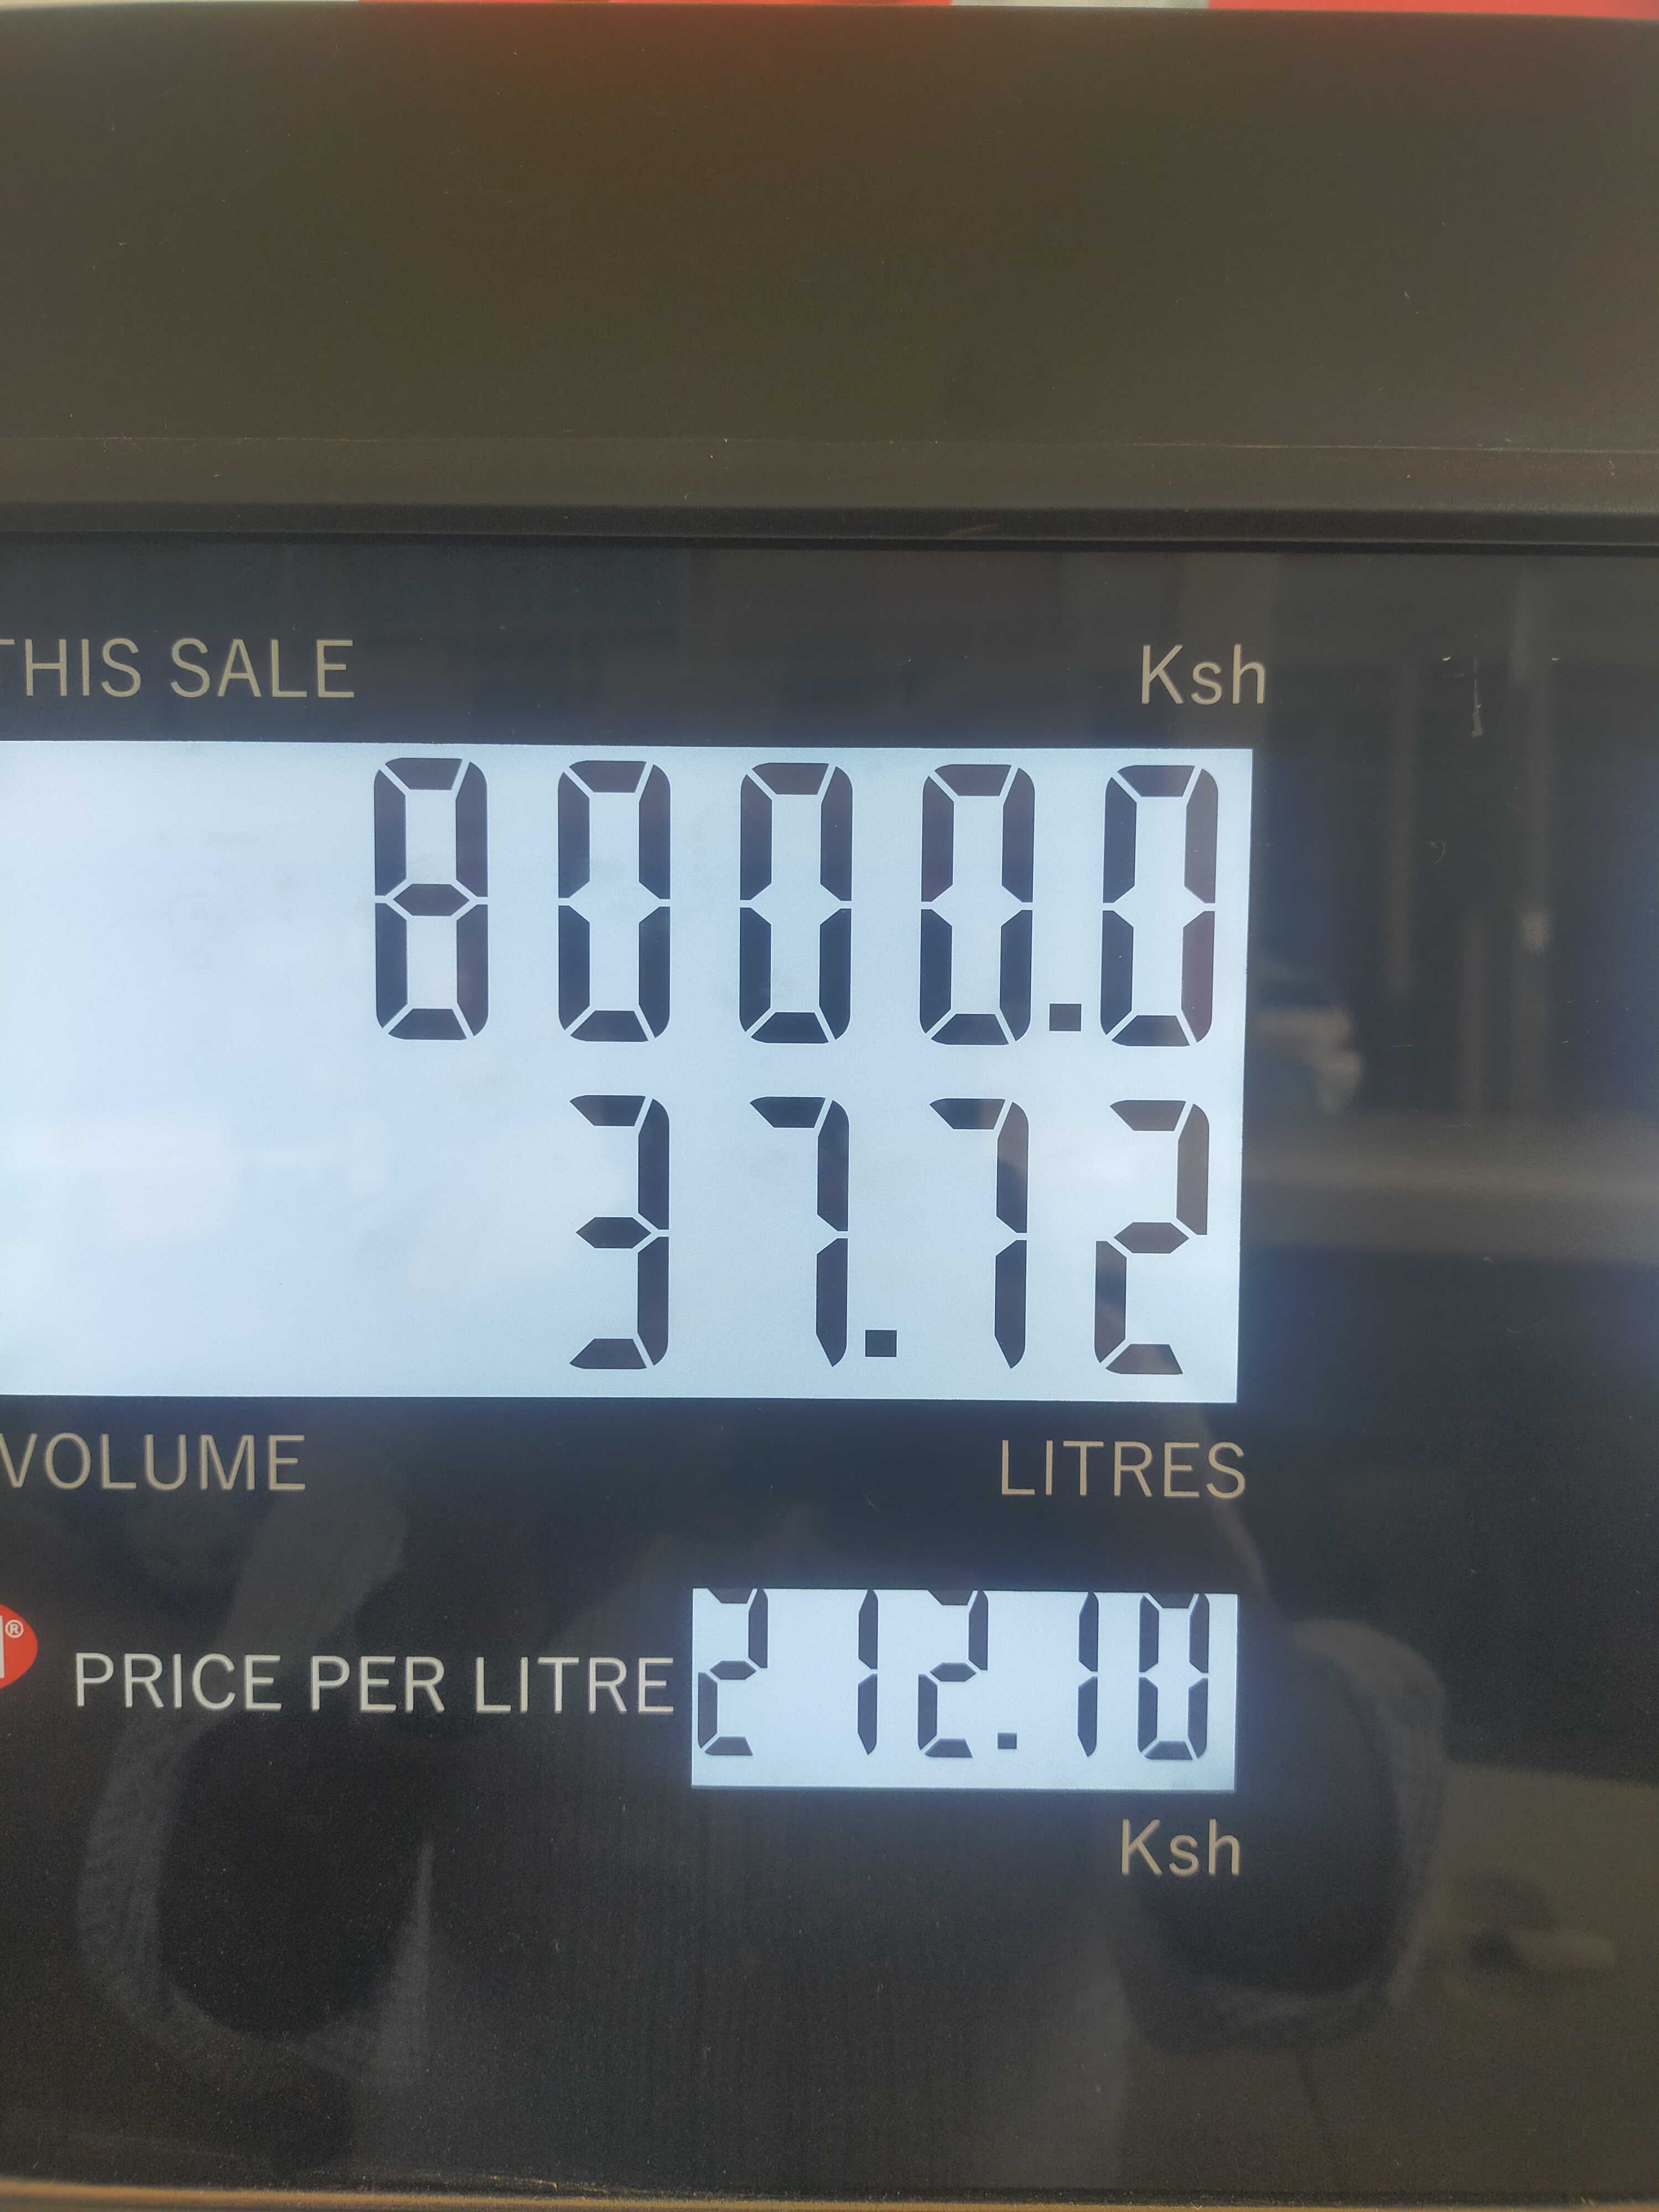 THIS SALE Ksh
8000.0
37.72
VOLUME LITRES
PRICE PER LITRE 212.10
Ksh